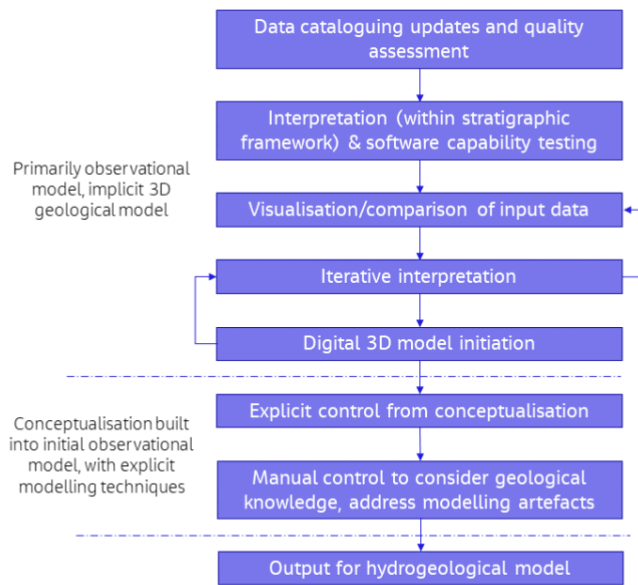 Data cataloguing updates and quality
assessment
Interpretation (within stratigraphic
framework) & software capability testing
Primarily observational
model, implicit 3D
geological model
Visualisation/comparison of input data
Iterative interpretation
Digital 3D model initiation
Explicit control from conceptualisation
Conceptualisation built
into initial observational
model, with explicit
modelling techniques
Manual control to consider geological
knowledge, address modelling artefacts
Output for hydrogeological model